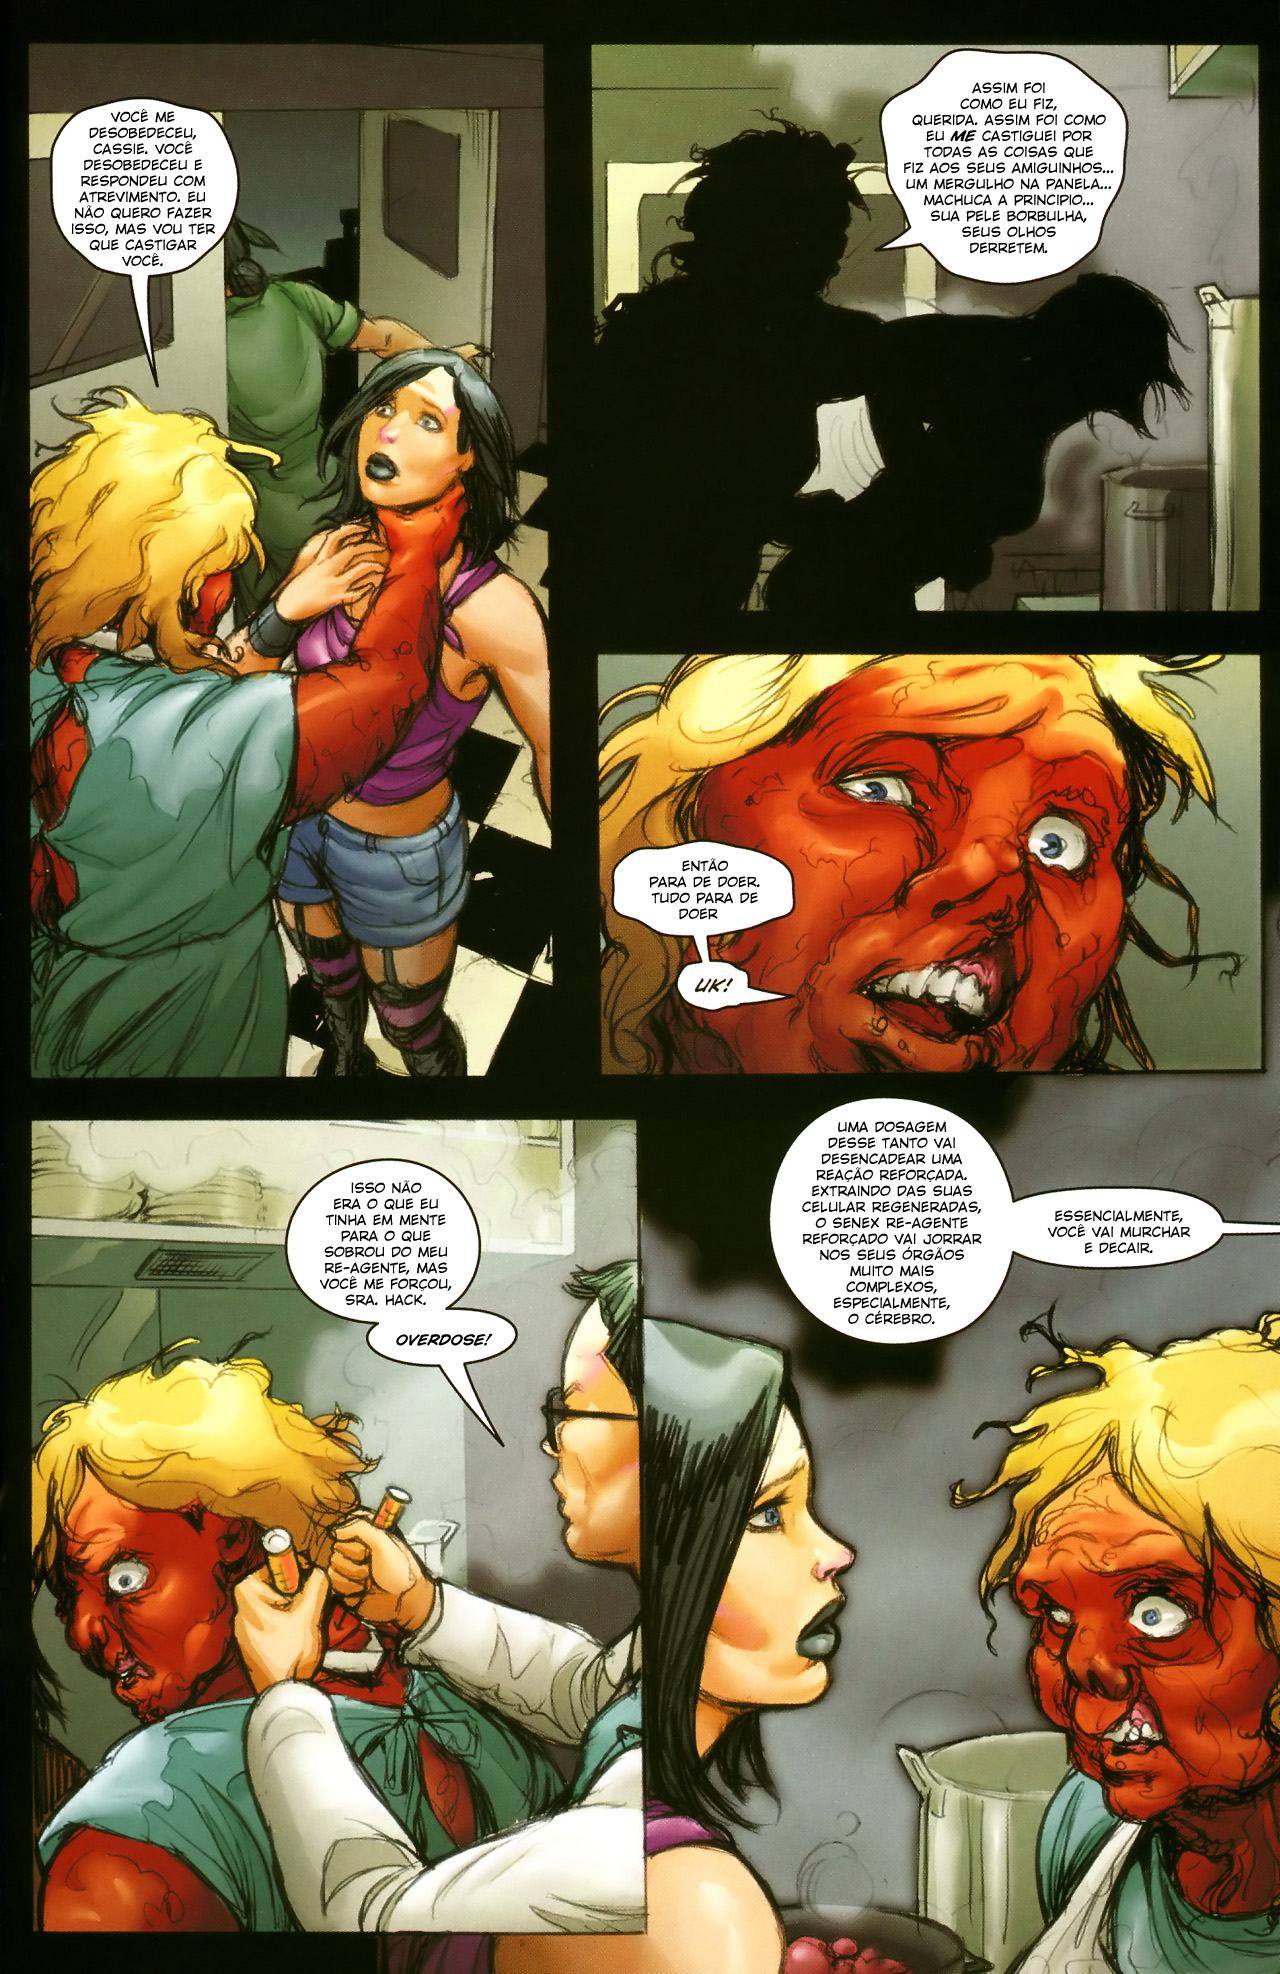 VOCÊ ME
DESOBEDECEU,
CASSIE. VOCÊ
DESOBEDECEU E
RESPONDEU COM
ATREVIMENTO. EU
NÃO QUERO FAZER
ISSO, MAS VOU TER
QUE CASTIGAR
VOCÊ.
ASSIM FOI
COMO EU FIZ,
QUERIDA. ASSIM FOI COMO
EU ME CASTIGUEI POR
TODAS AS COISAS QUE
FIZ AOS SEUS AMIGUINHOS...
UM MERGULHO NA PANELA...
MACHUCA A PRINCIPIO...
SUA PELE BORBULHA,
SEUS OLHOS
DERRETEM.
ENTÃO
PARA DE DOER.
TUDO PARA DE
DOER
UK!
ISSO NÃO
ERA O QUE EU
TINHA EM MENTE
PARA O QUE
SOBROU DO MEU
RE-AGENTE, MAS
VOCÊ ME FORÇOU,
SRA. HACK.
OVERDOSE!
UMA DOSAGEM
DESSE TANTO VAI
DESENCADEAR UMA
REAÇÃO REFORÇADA.
EXTRAINDO DAS SUAS
CELULAR REGENERADAS,
O SENEX RE-AGENTE
REFORÇADO VAI JORRAR
NOS SEUS ÓRGÃOS
MUITO MAIS
COMPLEXOS,
ESPECIALMENTE,
O CÉREBRO.
ESSENCIALMENTE,
VOCÊ VAI MURCHAR
E DECAIR.